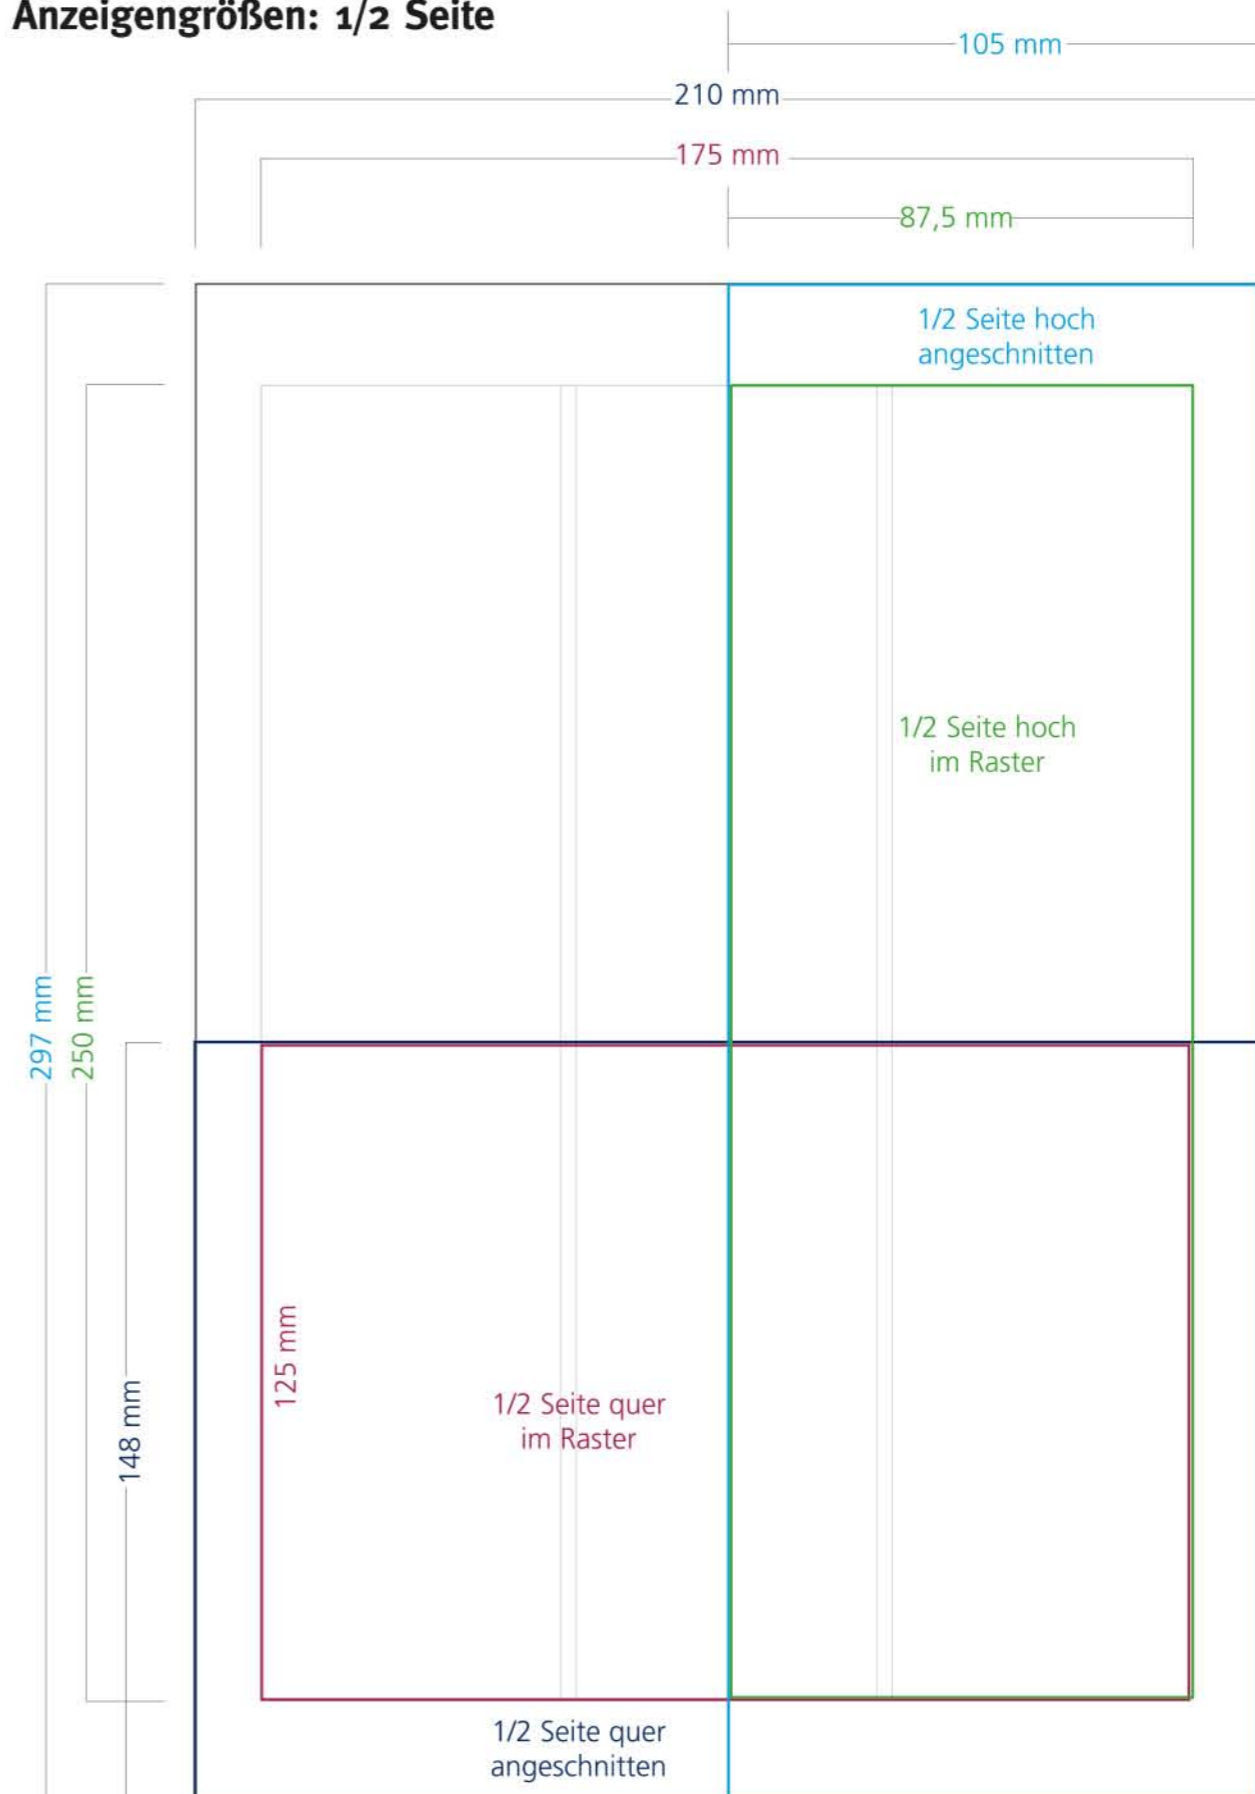 Anzeigengrößen: 1/2 Seite
105 mm
210 mm
175 mm
87,5 mm
1/2 Seite hoch
angeschnitten
1/2 Seite hoch
im Raster
297 mm
250 mm
148 mm
125 mm
1/2 Seite quer
im Raster
1/2 Seite quer
angeschnitten